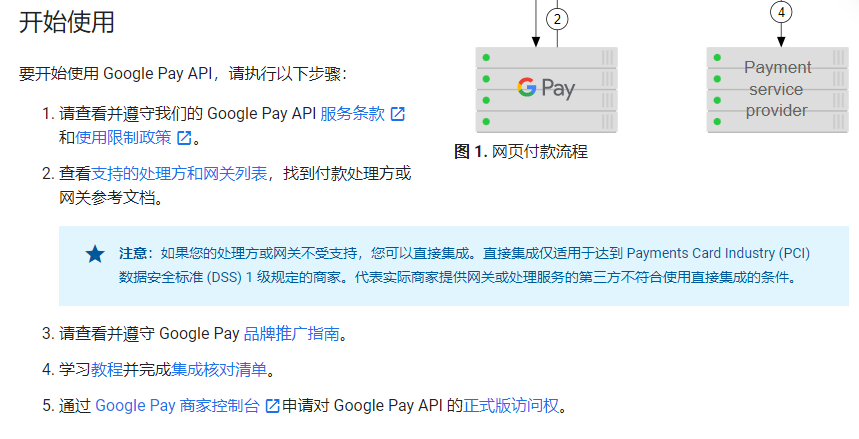 开始使用
要开始使用 Google Pay API，请执行以下步骤：
1. 请查看并遵守我们的 Google Pay API 服务条款
和使用限制政策 。
2. 查看支持的处理方和网关列表，找到付款处理方或
网关参考文档。
2
4
G Pay
Payment
service
provider
图 1. 网页付款流程
注意：如果您的处理方或网关不受支持，您可以直接集成。直接集成仅适用于达到 Payments Card Industry (PCI)
数据安全标准 (DSS) 1 级规定的商家。代表实际商家提供网关或处理服务的第三方不符合使用直接集成的条件。
3. 请查看并遵守 Google Pay 品牌推广指南。
4. 学习教程并完成集成核对清单。
5. 通过 Google Pay 商家控制台 申请对 Google Pay API 的正式版访问权。